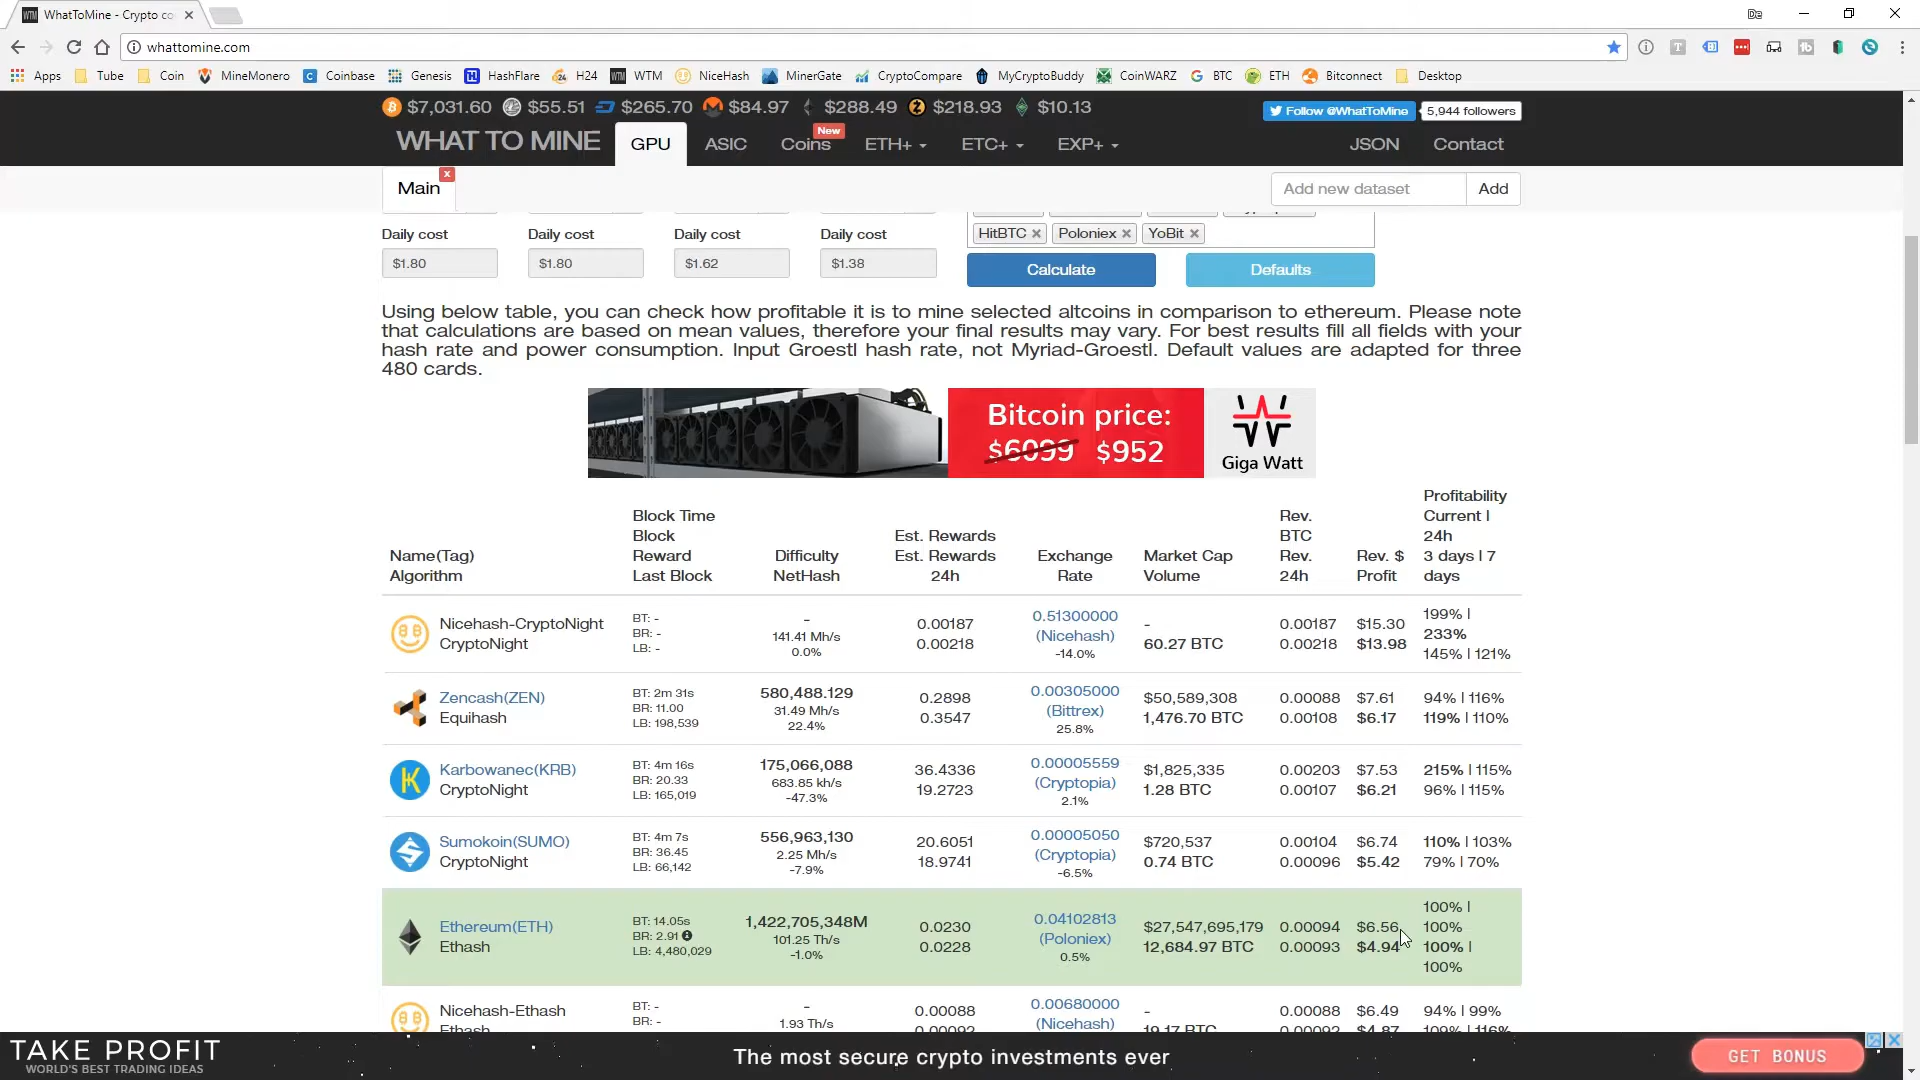 WhatToMine - Crypto co
whattomine.com
Apps Tube Coin MineMonero Coinbase Genesis HashFlare H24 WTM NiceHash MinerGate CryptoCompare MyCryptoBuddy CoinWARZ BTC ETH Bitconnect Desktop
$7,031.60 $55.51 $265.70 $84.97 $288.49 $218.93 $10.13
Follow @WhatToMine 5,944 followers
WHAT TO MINE GPU ASIC Coins New ETH+ ETC+ EXP+ JSON Contact
Main x
Add new dataset Add
Daily cost Daily cost Daily cost Daily cost
$1.80 $1.80 $1.62 $1.38
HitBTC × Poloniex × YoBit ×
Calculate Defaults
Using below table, you can check how profitable it is to mine selected altcoins in comparison to ethereum. Please note
that calculations are based on mean values, therefore your final results may vary. For best results fill all fields with your
hash rate and power consumption. Input Groestl hash rate, not Myriad-Groestl. Default values are adapted for three
480 cards.
Bitcoin price:
$6099 $952
Giga Watt
Name(Tag)
Algorithm
Block Time
Block
Reward
Last Block
Difficulty
NetHash
Est. Rewards
Est. Rewards
24h
Exchange
Rate
Market Cap
Volume
Rev.
BTC
Rev.
24h
Rev. $
Profit
Profitability
Current |
24h
3 days | 7
days
Nicehash-CryptoNight
CryptoNight
BT: -
BR: -
LB: -
-
141.41 Mh/s
0.0%
0.00187
0.00218
0.51300000
(Nicehash)
-14.0%
-
60.27 BTC
0.00187
0.00218
$15.30
$13.98
199% |
233%
145% | 121%
Zencash(ZEN)
Equihash
BT: 2m 31s
BR: 11.00
LB: 198,539
580,488.129
31.49 Mh/s
22.4%
0.2898
0.3547
0.00305000
(Bittrex)
25.8%
$50,589,308
1,476.70 BTC
0.00088
0.00108
$7.61
$6.17
94% | 116%
119% | 110%
Karbowanec(KRB)
CryptoNight
BT: 4m 16s
BR: 20.33
LB: 165,019
175,066,088
683.85 kh/s
-47.3%
36.4336
19.2723
0.00005559
(Cryptopia)
2.1%
$1,825,335
1.28 BTC
0.00203
0.00107
$7.53
$6.21
215% | 115%
96% | 115%
Sumokoin(SUMO)
CryptoNight
BT: 4m 7s
BR: 36.45
LB: 66,142
556,963,130
2.25 Mh/s
-7.9%
20.6051
18.9741
0.00005050
(Cryptopia)
-6.5%
$720,537
0.74 BTC
0.00104
0.00096
$6.74
$5.42
110% | 103%
79% | 70%
Ethereum(ETH)
Ethash
BT: 14.05s
BR: 2.91
LB: 4,480,029
1,422,705,348M
101.25 Th/s
-1.0%
0.0230
0.0228
0.04102813
(Poloniex)
0.5%
$27,547,695,179
12,684.97 BTC
0.00094
0.00093
$6.56
$4.94
100% |
100%
100% |
100%
Nicehash-Ethash
Ethash
BT: -
BR: -
-
1.93 Th/s
0.00088
0.00092
0.00680000
(Nicehash)
-
19.17 BTC
0.00088
0.00092
$6.49
$4.87
94% | 99%
109% | 116%
TAKE PROFIT
WORLD'S BEST TRADING IDEAS
The most secure crypto investments ever
GET BONUS